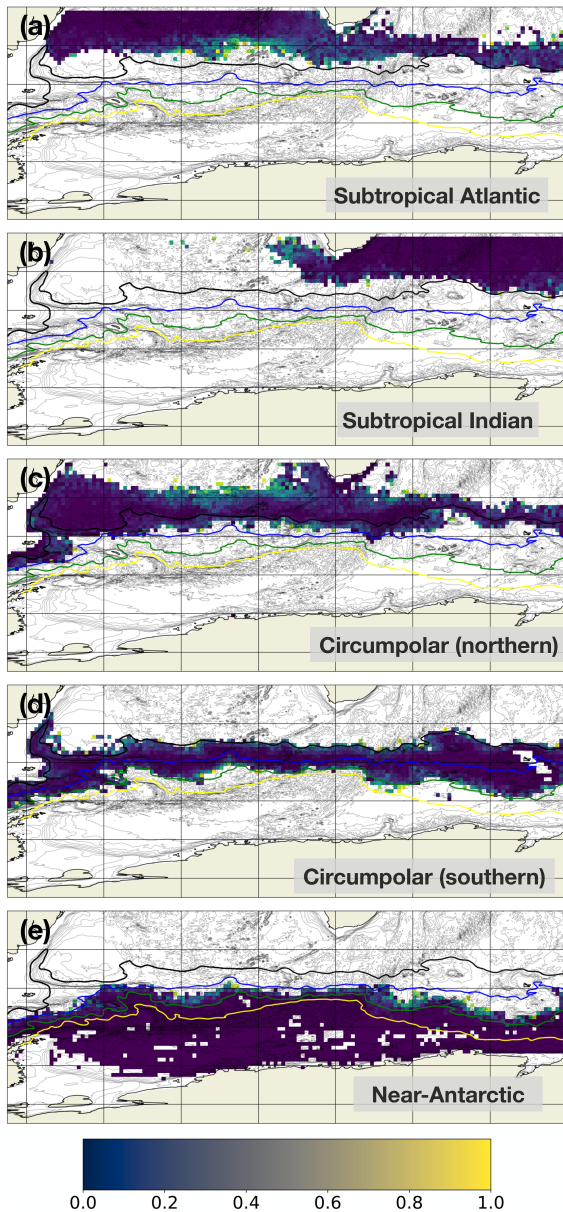 (a)
Subtropical Atlantic
(b)
Subtropical Indian
(c)
Circumpolar (northern)
(d)
Circumpolar (southern)
(e)
Near-Antarctic
0.0 0.2 0.4 0.6 0.8 1.0